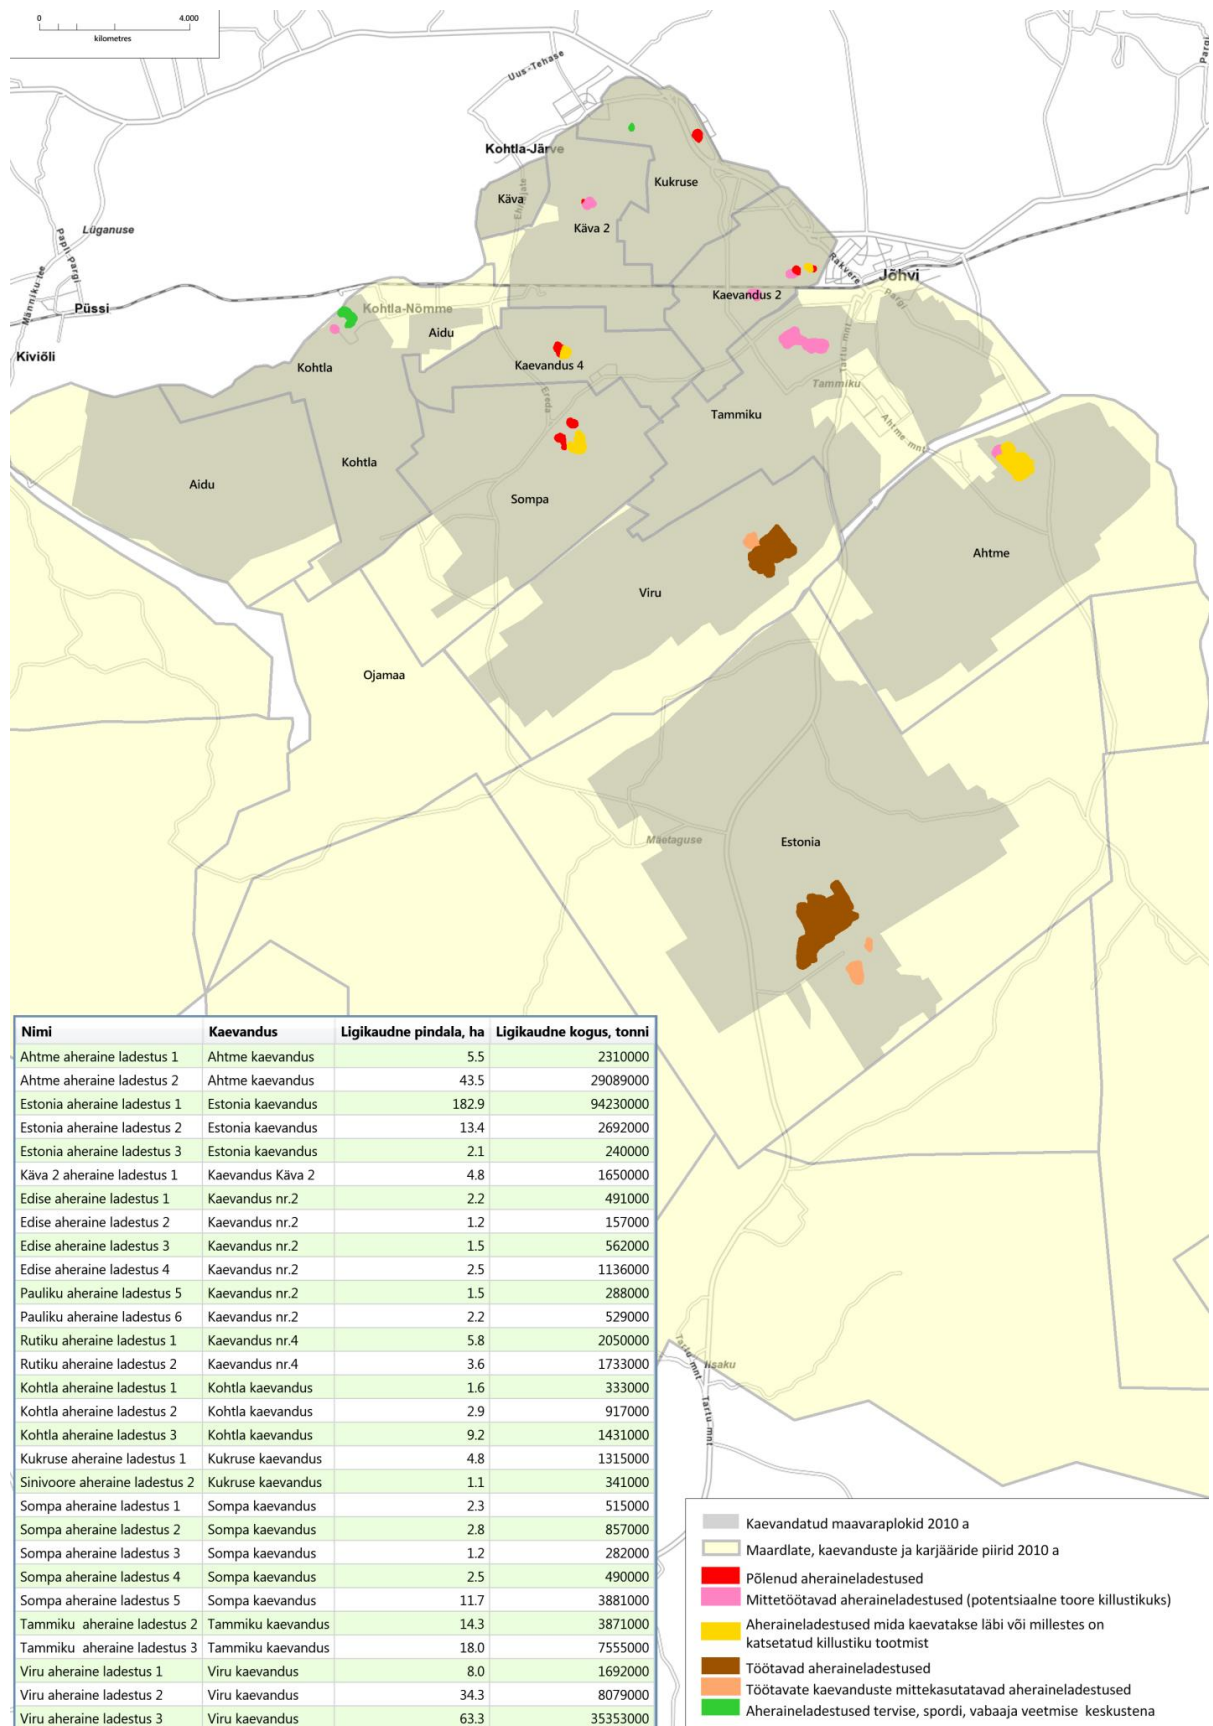 0 4.000
kilometres
Uus-Tehase
Pargi
Kohtla-Järve
Kukruse
Käva
Ehitajate
Käva 2
Lüganuse
Papli Pargi
Männiku tee
Rakvere
Jõhvi
Püssi
Kaevandus 2
Pargi
Kohtla-Nõmme
Aidu
Tartu mnt
Kiviõli
Kohtla
Kaevandus 4
Tammiku
Ereda
Tammiku
Ahtme mnt
Kohtla
Aidu
Sompa
Ahtme
Viru
Ojamaa
Mäetaguse
Estonia
Nimi Kaevandus Ligikaudne pindala, ha Ligikaudne kogus, tonni
Ahtme aheraine ladestus 1 Ahtme kaevandus 5.5 2310000
Ahtme aheraine ladestus 2 Ahtme kaevandus 43.5 29089000
Estonia aheraine ladestus 1 Estonia kaevandus 182.9 94230000
Estonia aheraine ladestus 2 Estonia kaevandus 13.4 2692000
Estonia aheraine ladestus 3 Estonia kaevandus 2.1 240000
Käva 2 aheraine ladestus 1 Kaevandus Käva 2 4.8 1650000
Edise aheraine ladestus 1 Kaevandus nr.2 2.2 491000
Edise aheraine ladestus 2 Kaevandus nr.2 1.2 157000
Edise aheraine ladestus 3 Kaevandus nr.2 1.5 562000
Edise aheraine ladestus 4 Kaevandus nr.2 2.5 1136000
Pauliku aheraine ladestus 5 Kaevandus nr.2 1.5 288000
Pauliku aheraine ladestus 6 Kaevandus nr.2 2.2 529000
Rutiku aheraine ladestus 1 Kaevandus nr.4 5.8 2050000
Rutiku aheraine ladestus 2 Kaevandus nr.4 3.6 1733000
Kohtla aheraine ladestus 1 Kohtla kaevandus 1.6 333000
Kohtla aheraine ladestus 2 Kohtla kaevandus 2.9 917000
Kohtla aheraine ladestus 3 Kohtla kaevandus 9.2 1431000
Kukruse aheraine ladestus 1 Kukruse kaevandus 4.8 1315000
Sinivoore aheraine ladestus 2 Kukruse kaevandus 1.1 341000
Sompa aheraine ladestus 1 Sompa kaevandus 2.3 515000
Sompa aheraine ladestus 2 Sompa kaevandus 2.8 857000
Sompa aheraine ladestus 3 Sompa kaevandus 1.2 282000
Sompa aheraine ladestus 4 Sompa kaevandus 2.5 490000
Sompa aheraine ladestus 5 Sompa kaevandus 11.7 3881000
Tammiku aheraine ladestus 2 Tammiku kaevandus 14.3 3871000
Tammiku aheraine ladestus 3 Tammiku kaevandus 18.0 7555000
Viru aheraine ladestus 1 Viru kaevandus 8.0 1692000
Viru aheraine ladestus 2 Viru kaevandus 34.3 8079000
Viru aheraine ladestus 3 Viru kaevandus 63.3 35353000
Tartu mnt
Iisaku
Tartu mnt
Kaevandatud maavaraplokid 2010 a
Maardlate, kaevanduste ja karjääride piirid 2010 a
Põlenud aheraineladestused
Mittetöötavad aheraineladestused (potentsiaalne toore killustikuks)
Aheraineladestused mida kaevatakse läbi või millestes on
katsetatud killustiku tootmist
Töötavad aheraineladestused
Töötavate kaevanduste mittekasutatavad aheraineladestused
Aheraineladestused tervise, spordi, vabaaja veetmise keskustena